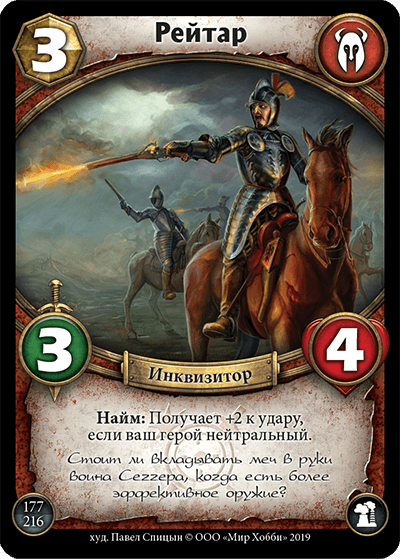 3
Рейтар
3
4
Инквизитор
Найм: Получает +2 к удару,
если ваш герой нейтральный.
Стоит ли вкладывать меч в руки
воина Сеггера, когда есть более
эффективное оружие?
177
216
худ. Павел Спицын © ООО «Мир Хобби» 2019